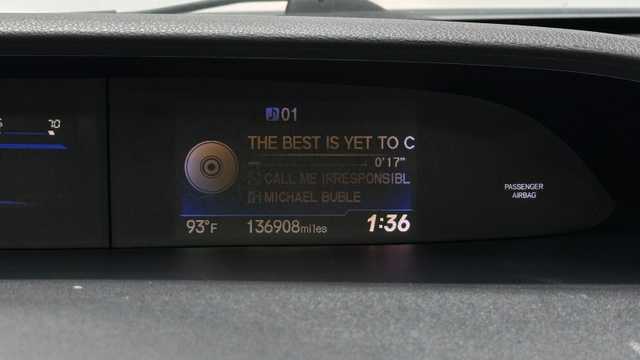 01
THE BEST IS YET TO C
0'17"
CALL ME IRRESPONSIBL
MICHAEL BUBLE
93°F 136908miles 1:36
PASSENGER
AIRBAG